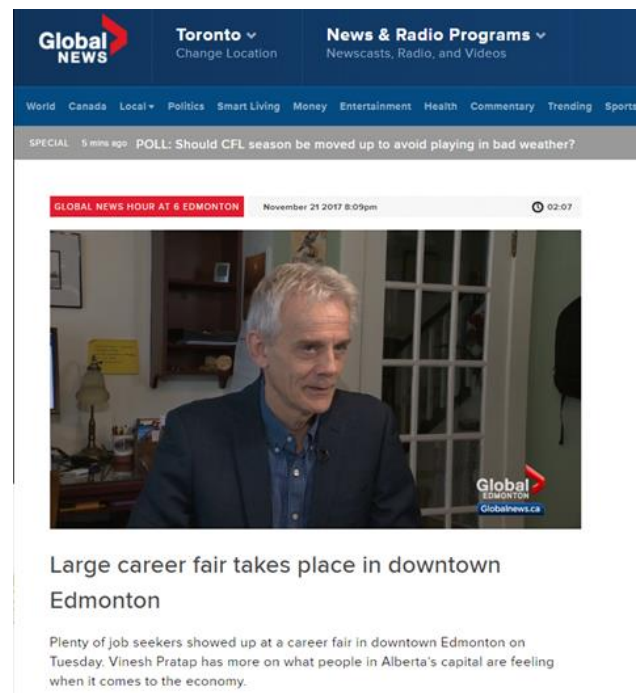 Global
NEWS
Toronto
Change Location
News & Radio Programs
Newscasts, Radio, and Videos
World Canada Local Politics Smart Living Money Entertainment Health Commentary Trending Sports
SPECIAL 5 mins ago POLL: Should CFL season be moved up to avoid playing in bad weather?
GLOBAL NEWS HOUR AT 6 EDMONTON November 21 2017 8:09pm 02:07
Global
EDMONTON
Globalnews.ca
Large career fair takes place in downtown
Edmonton
Plenty of job seekers showed up at a career fair in downtown Edmonton on
Tuesday. Vinesh Pratap has more on what people in Alberta's capital are feeling
when it comes to the economy.